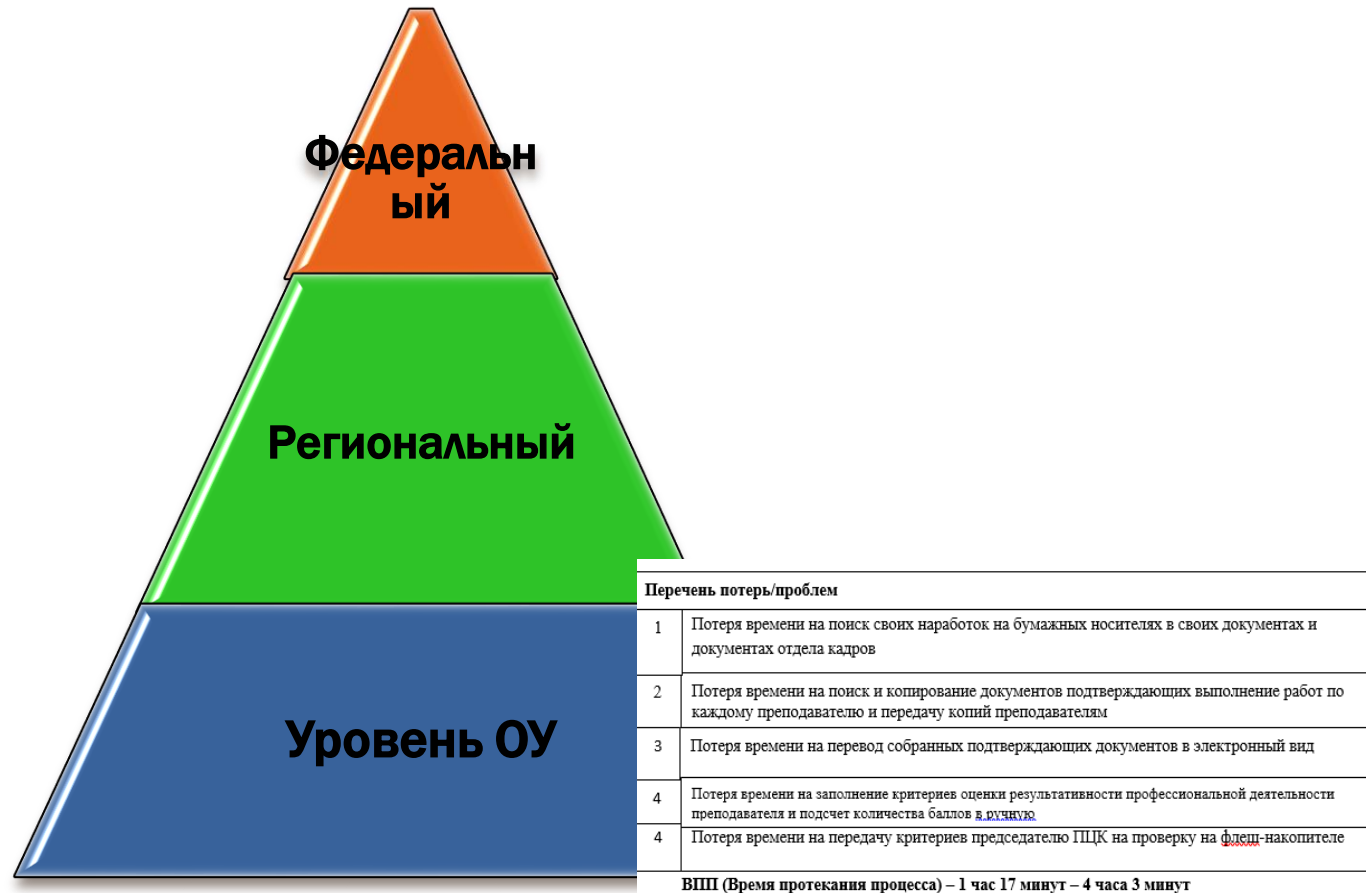 Федеральн
ый
Региональный
Уровень ОУ
Перечень потерь/проблем
1 Потеря времени на поиск своих наработок на бумажных носителях в своих документах и
документах отдела кадров
2 Потеря времени на поиск и копирование документов подтверждающих выполнение работ по
каждому преподавателю и передачу копий преподавателям
3 Потеря времени на перевод собранных подтверждающих документов в электронный вид
4 Потеря времени на заполнение критериев оценки результативности профессиональной деятельности
преподавателя и подсчет количества баллов в ручную
4 Потеря времени на передачу критериев председателю ПЦК на проверку на флеш-накопителе
ВПП (Время протекания процесса) – 1 час 17 минут – 4 часа 3 минут